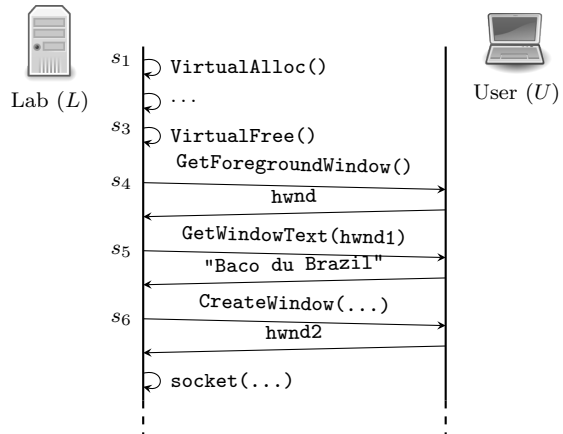 s1 VirtualAlloc()
Lab (L)
User (U)
...
s3 VirtualFree()
GetForegroundWindow()
s4
hwnd
GetWindowText(hwnd1)
s5
"Baco du Brazil"
CreateWindow(...)
s6
hwnd2
socket(...)